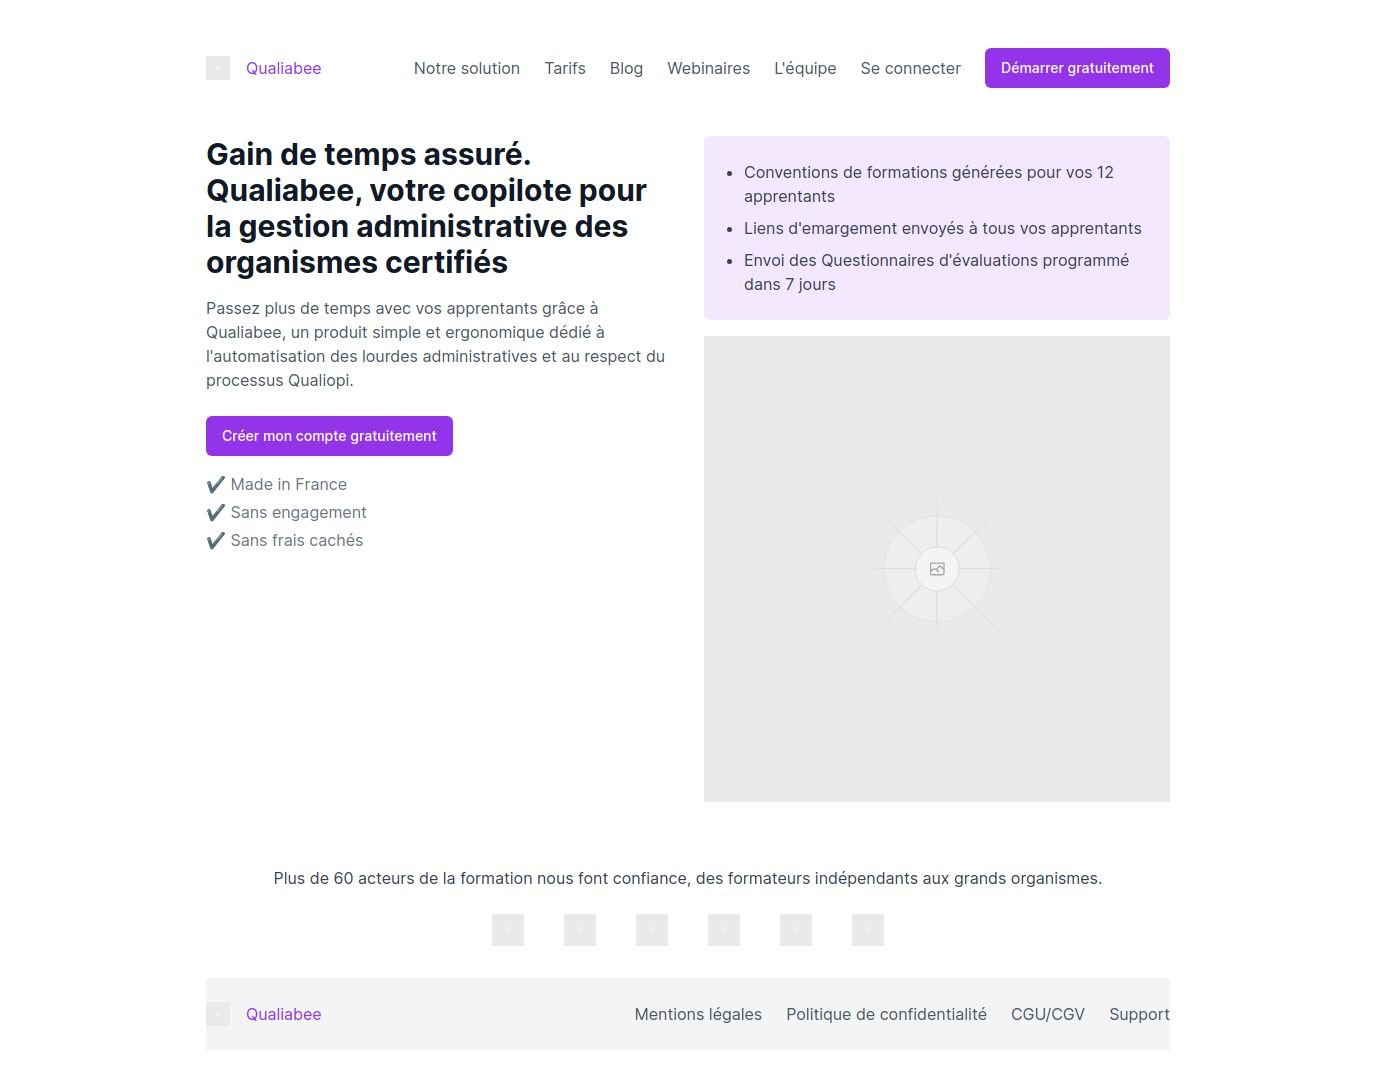 Qualiabee
Notre solution
Tarifs
Blog
Webinaires
L'équipe
Se connecter
Démarrer gratuitement
Gain de temps assuré.
Qualiabee, votre copilote pour
la gestion administrative des
organismes certifiés
Passez plus de temps avec vos apprentants grâce à
Qualiabee, un produit simple et ergonomique dédié à
l'automatisation des lourdes administratives et au respect du
processus Qualiopi.
Créer mon compte gratuitement
✔ Made in France
✔ Sans engagement
✔ Sans frais cachés
• Conventions de formations générées pour vos 12
apprentants
• Liens d'emargement envoyés à tous vos apprentants
• Envoi des Questionnaires d'évaluations programmé
dans 7 jours
Plus de 60 acteurs de la formation nous font confiance, des formateurs indépendants aux grands organismes.
Qualiabee
Mentions légales
Politique de confidentialité
CGU/CGV
Support